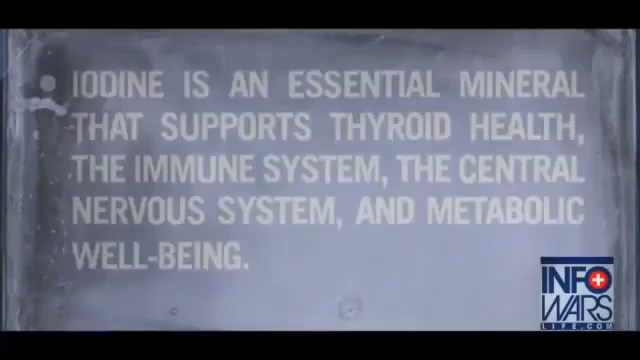 IODINE IS AN ESSENTIAL MINERAL
THAT SUPPORTS THYROID HEALTH,
THE IMMUNE SYSTEM, THE CENTRAL
NERVOUS SYSTEM, AND METABOLIC
WELL-BEING.
INFO
WARS
LIFE.COM